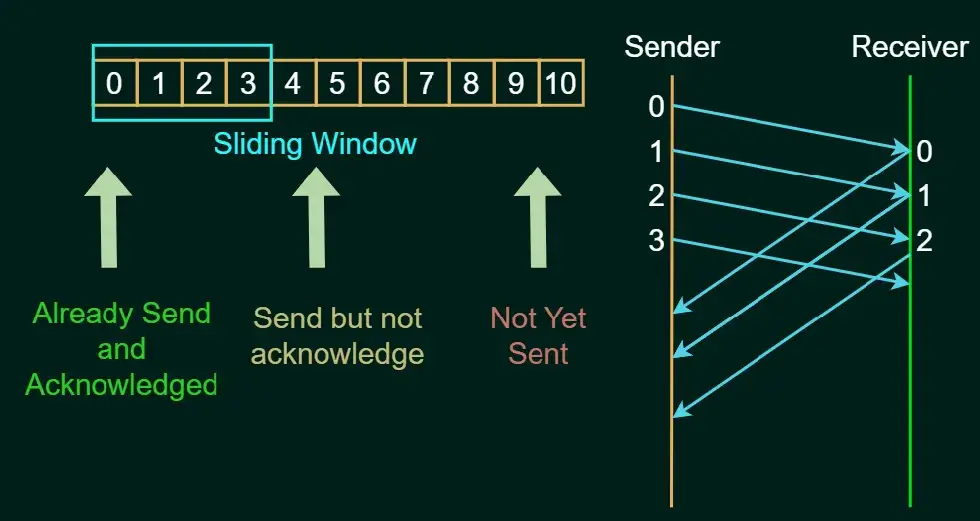 0 1 2 3 4 5 6 7 8 9 10
Sliding Window
Already Send
and
Acknowledged
Send but not
acknowledge
Not Yet
Sent
Sender
Receiver
0
1
2
3
0
1
2